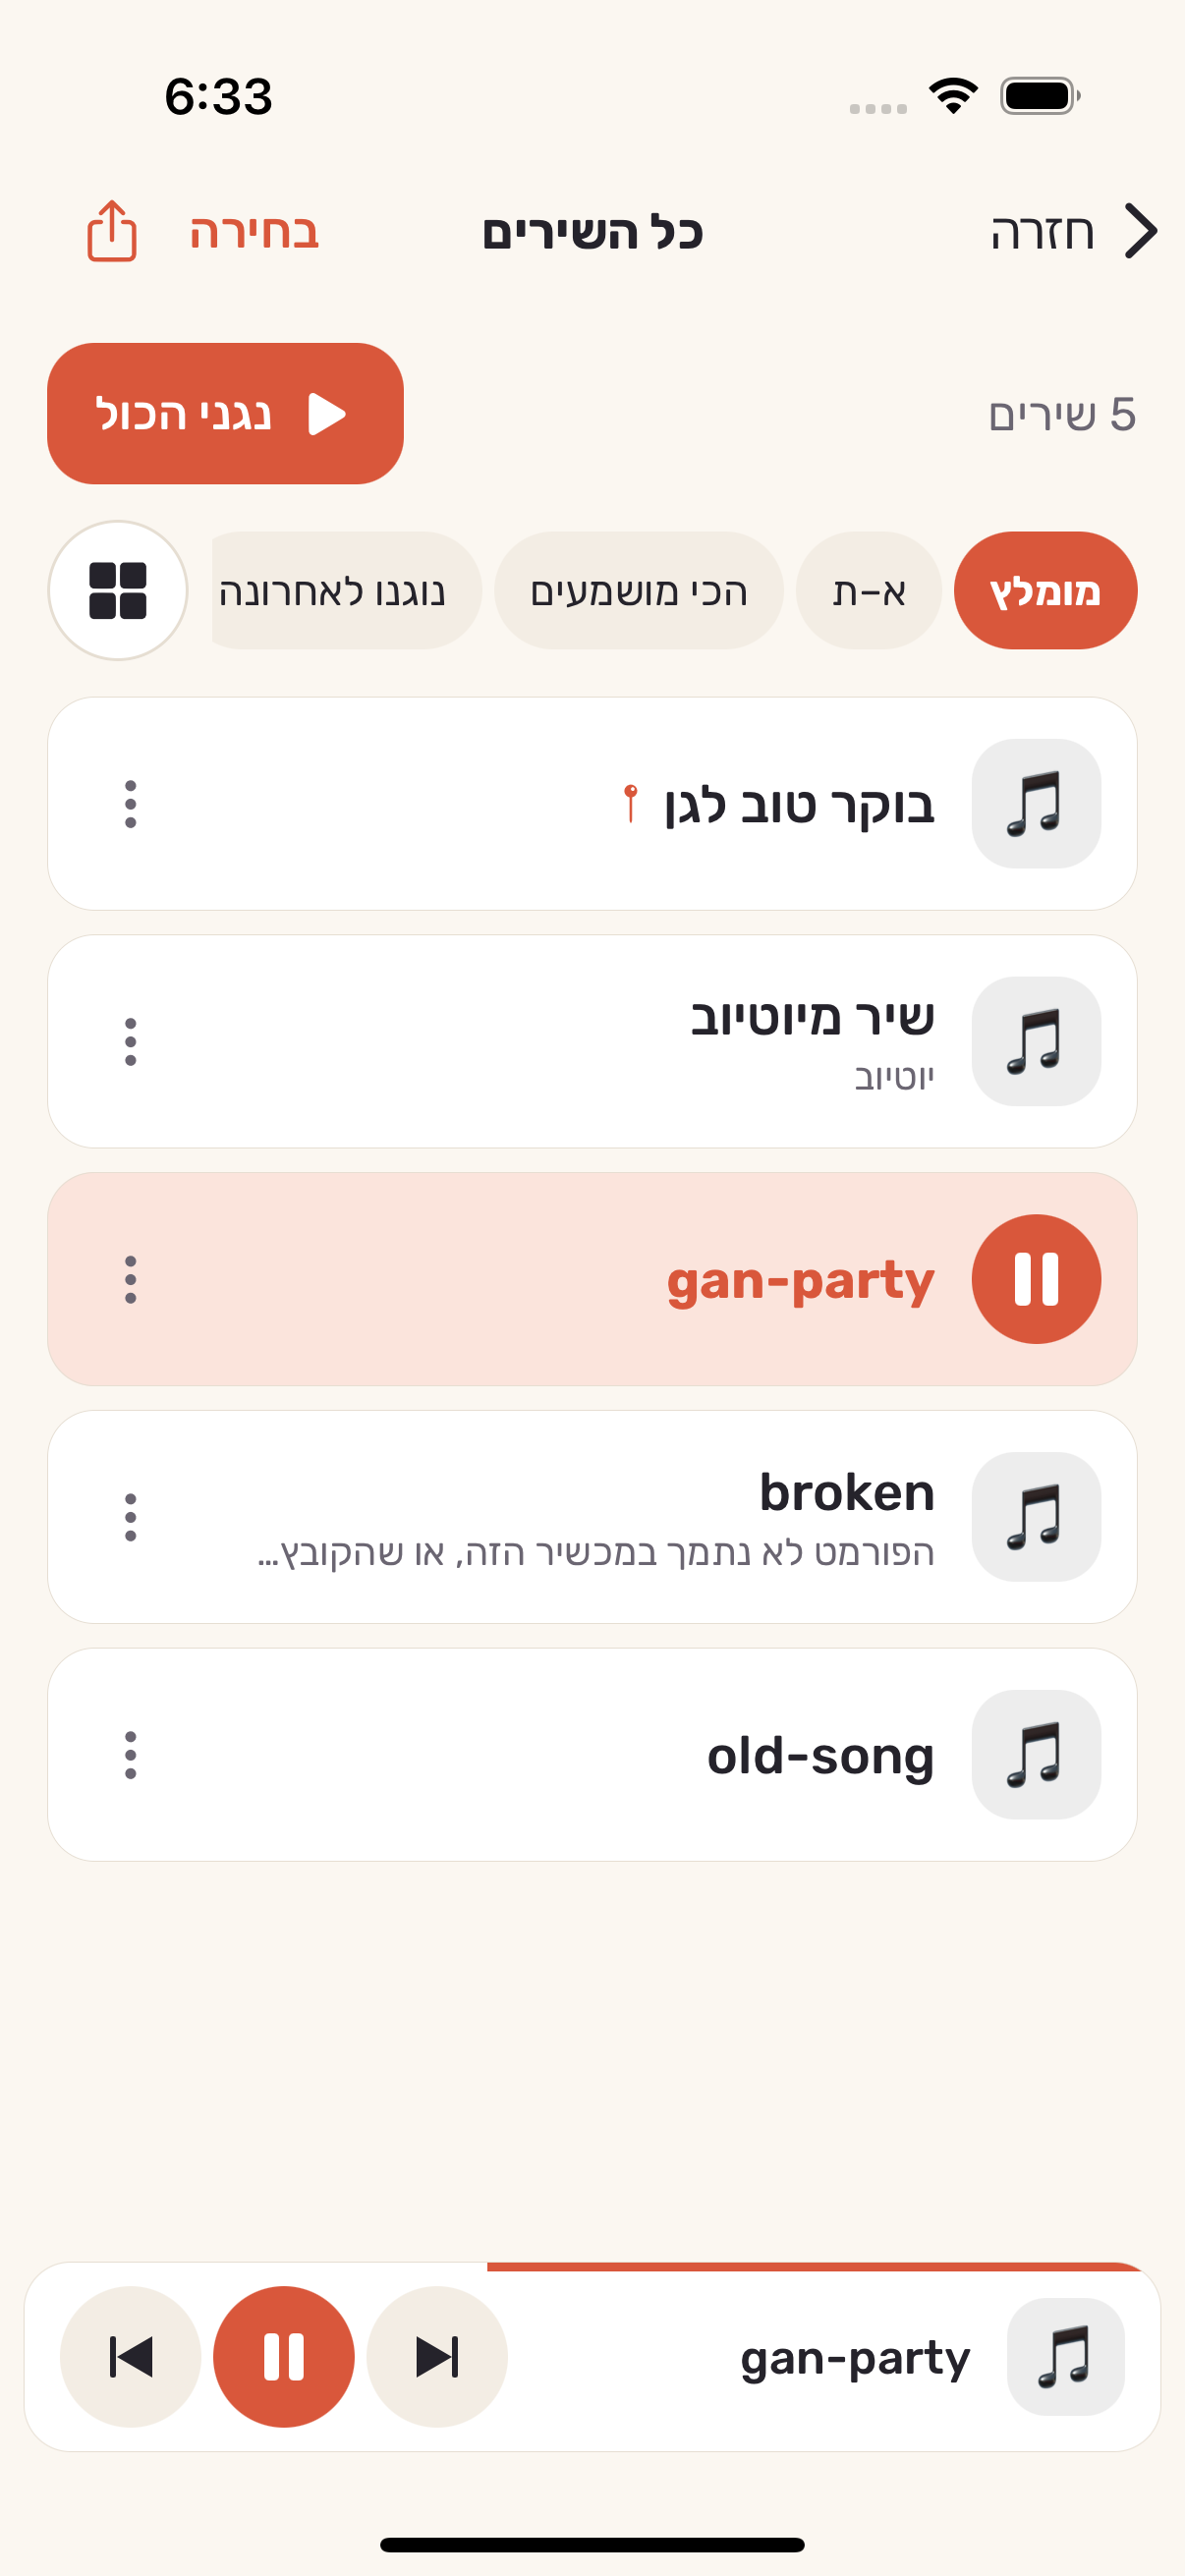 6:33
חזרה
כל השירים
בחירה
5 שירים
נגני הכול
מומלץ
א–ת
הכי מושמעים
נוגנו לאחרונה
בוקר טוב לגן
שיר מיוטיוב
יוטיוב
gan-party
broken
הפורמט לא נתמך במכשיר הזה, או שהקובץ...
old-song
gan-party